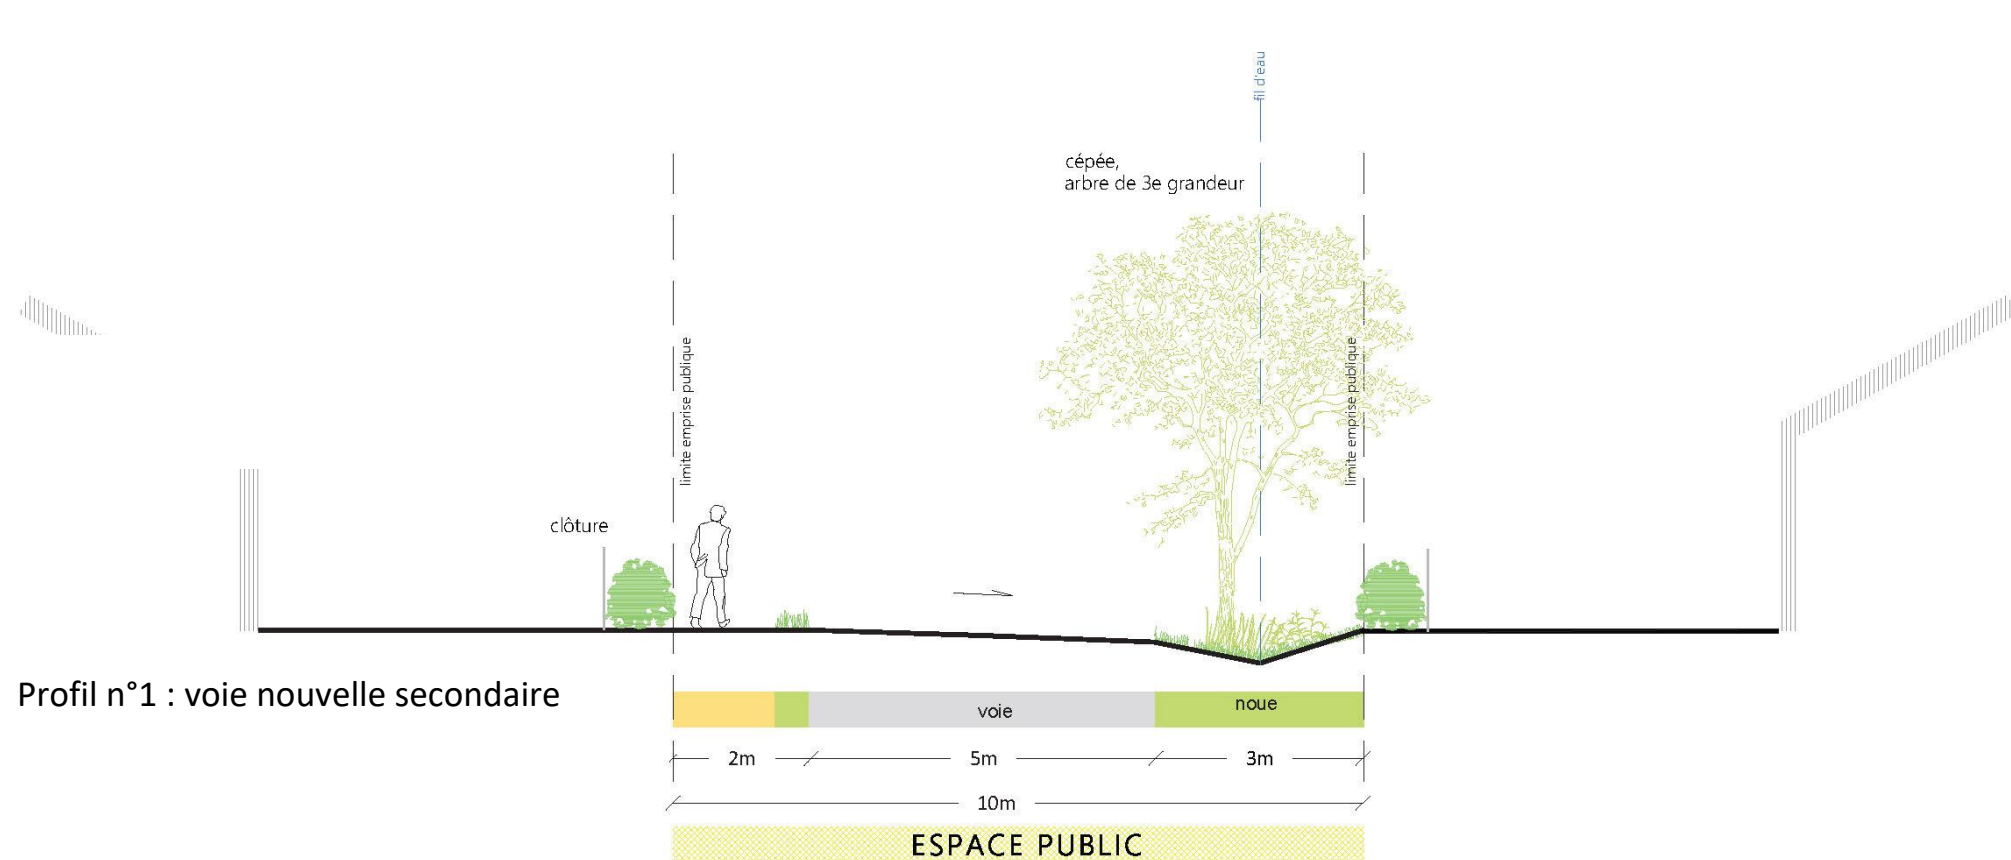 fil d'eau
cépée,
arbre de 3e grandeur
limite emprise publique
limite emprise publique
clôture
Profil n°1 : voie nouvelle secondaire
voie
noue
2m
5m
3m
10m
ESPACE PUBLIC